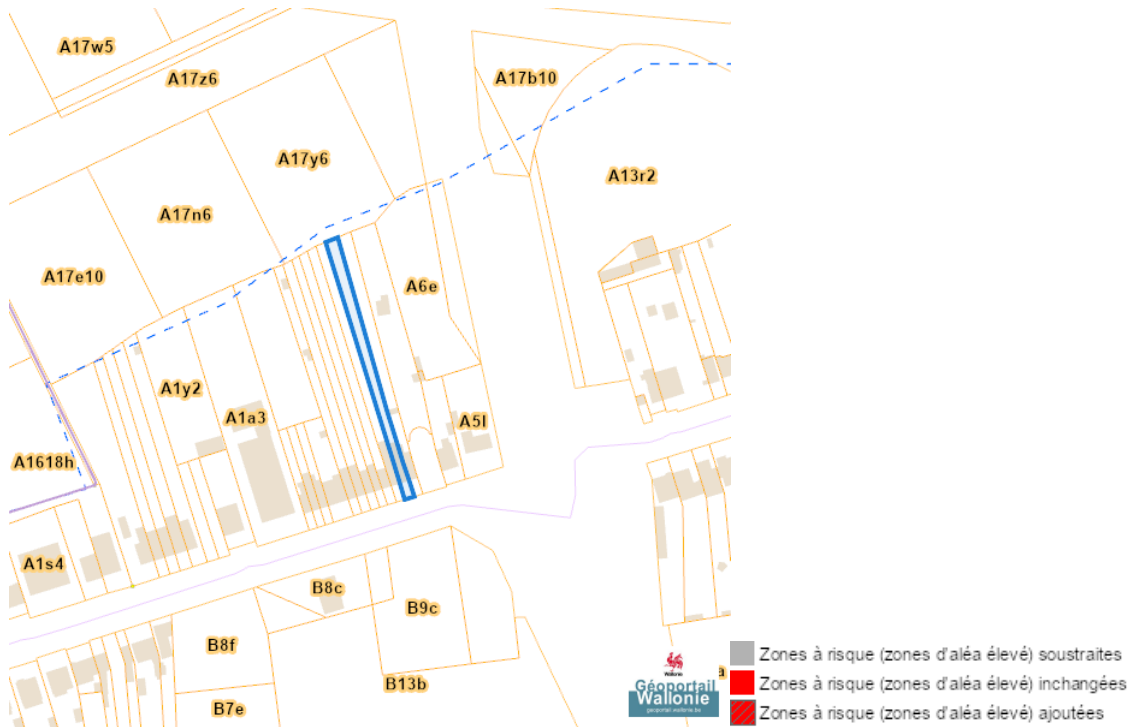 A17w5
A17z6
A17b10
A17y6
A13r2
A17n6
A17e10
A6e
A1y2
A1a3
A5l
A1618h
A1s4
B8c
B9c
B8f
B13b
B7e
a
Wallonie
Géoportail
Wallonie
geoportail.wallonie.be
Zones à risque (zones d'aléa élevé) soustraites
Zones à risque (zones d'aléa élevé) inchangées
Zones à risque (zones d'aléa élevé) ajoutées